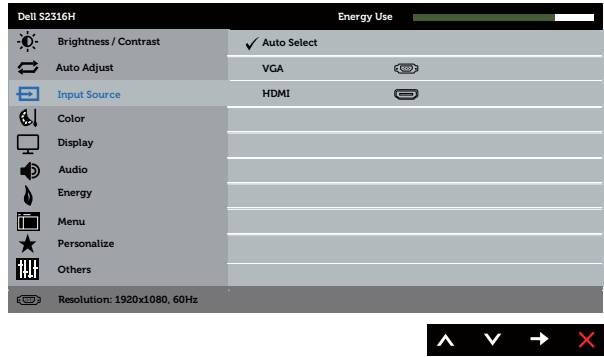 Dell S2316H Energy Use
Brightness / Contrast Auto Select
Auto Adjust VGA
Input Source HDMI
Color
Display
Audio
Energy
Menu
Personalize
Others
Resolution: 1920x1080, 60Hz